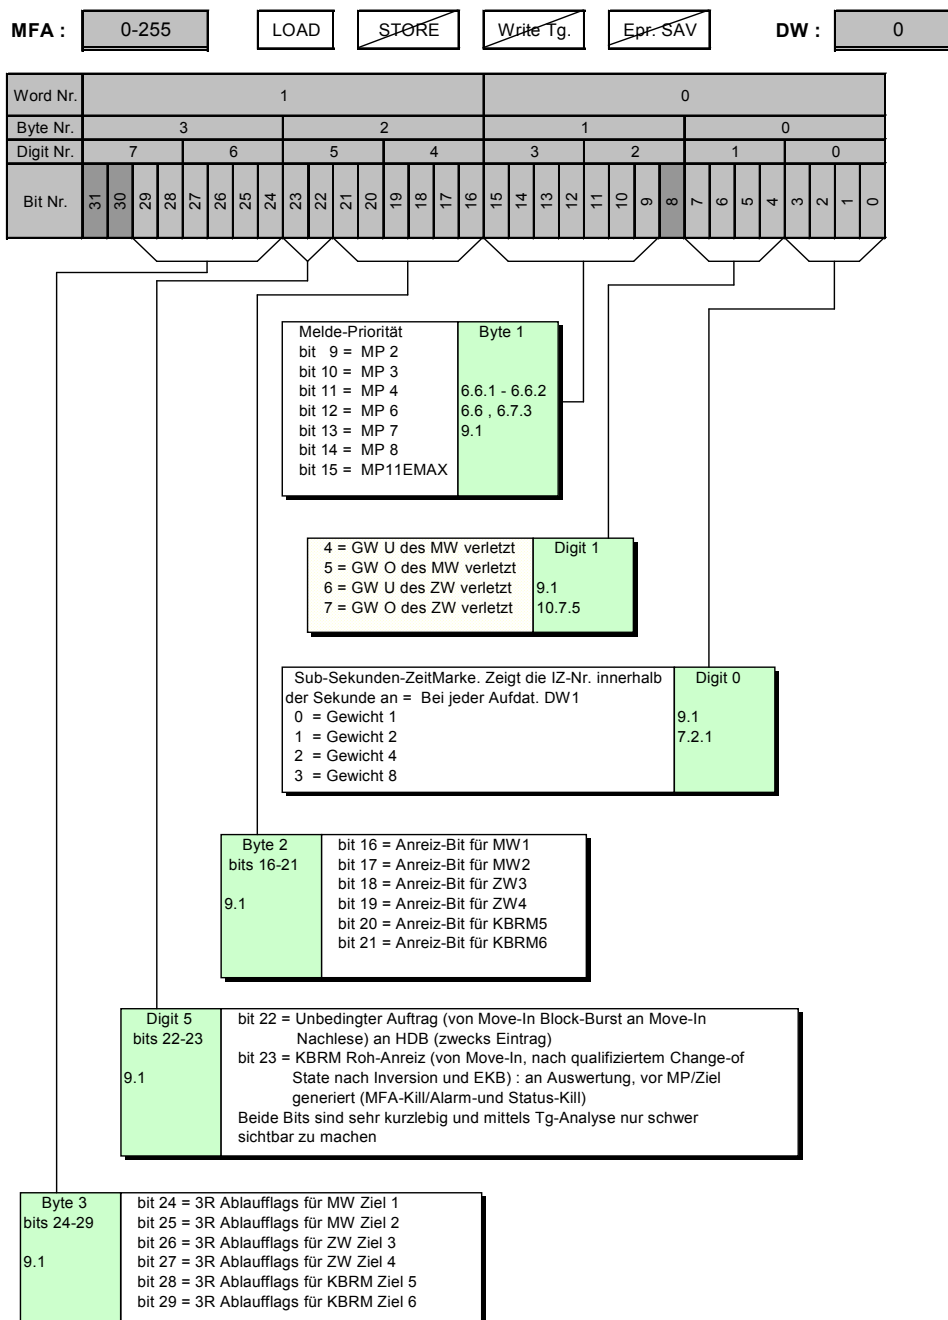 MFA : 0-255 LOAD STORE Write Tg. Epr. SAV DW : 0
Word Nr. 1 0
Byte Nr. 3 2 1 0
Digit Nr. 7 6 5 4 3 2 1 0
Bit Nr. 31 30 29 28 27 26 25 24 23 22 21 20 19 18 17 16 15 14 13 12 11 10 9 8 7 6 5 4 3 2 1 0
Melde-Priorität Byte 1
bit 9 = MP 2
bit 10 = MP 3
bit 11 = MP 4 6.6.1 - 6.6.2
bit 12 = MP 6 6.6 , 6.7.3
bit 13 = MP 7 9.1
bit 14 = MP 8
bit 15 = MP11EMAX
4 = GW U des MW verletzt Digit 1
5 = GW O des MW verletzt
6 = GW U des ZW verletzt 9.1
7 = GW O des ZW verletzt 10.7.5
Sub-Sekunden-ZeitMarke. Zeigt die IZ-Nr. innerhalb Digit 0
der Sekunde an = Bei jeder Aufdat. DW1
0 = Gewicht 1 9.1
1 = Gewicht 2 7.2.1
2 = Gewicht 4
3 = Gewicht 8
Byte 2 bit 16 = Anreiz-Bit für MW1
bits 16-21 bit 17 = Anreiz-Bit für MW2
bit 18 = Anreiz-Bit für ZW3
9.1 bit 19 = Anreiz-Bit für ZW4
bit 20 = Anreiz-Bit für KBRM5
bit 21 = Anreiz-Bit für KBRM6
Digit 5 bit 22 = Unbedingter Auftrag (von Move-In Block-Burst an Move-In
bits 22-23 Nachlese) an HDB (zwecks Eintrag)
bit 23 = KBRM Roh-Anreiz (von Move-In, nach qualifiziertem Change-of
9.1 State nach Inversion und EKB) : an Auswertung, vor MP/Ziel
generiert (MFA-Kill/Alarm-und Status-Kill)
Beide Bits sind sehr kurzlebig und mittels Tg-Analyse nur schwer
sichtbar zu machen
Byte 3 bit 24 = 3R Ablaufflags für MW Ziel 1
bits 24-29 bit 25 = 3R Ablaufflags für MW Ziel 2
bit 26 = 3R Ablaufflags für ZW Ziel 3
9.1 bit 27 = 3R Ablaufflags für ZW Ziel 4
bit 28 = 3R Ablaufflags für KBRM Ziel 5
bit 29 = 3R Ablaufflags für KBRM Ziel 6